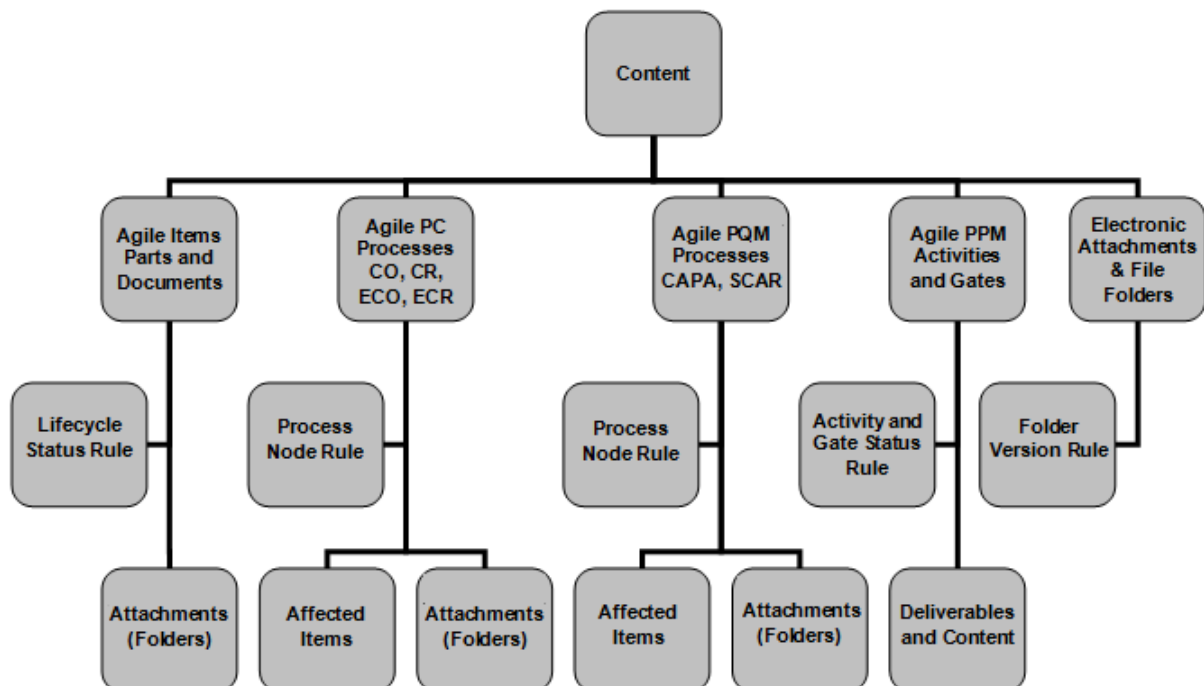 Content
Agile Items
Parts and
Documents
Agile PC
Processes
CO, CR,
ECO, ECR
Agile PQM
Processes
CAPA, SCAR
Agile PPM
Activities
and Gates
Electronic
Attachments
& File
Folders
Lifecycle
Status Rule
Process
Node Rule
Process
Node Rule
Activity and
Gate Status
Rule
Folder
Version Rule
Attachments
(Folders)
Affected
Items
Attachments
(Folders)
Affected
Items
Attachments
(Folders)
Deliverables
and Content